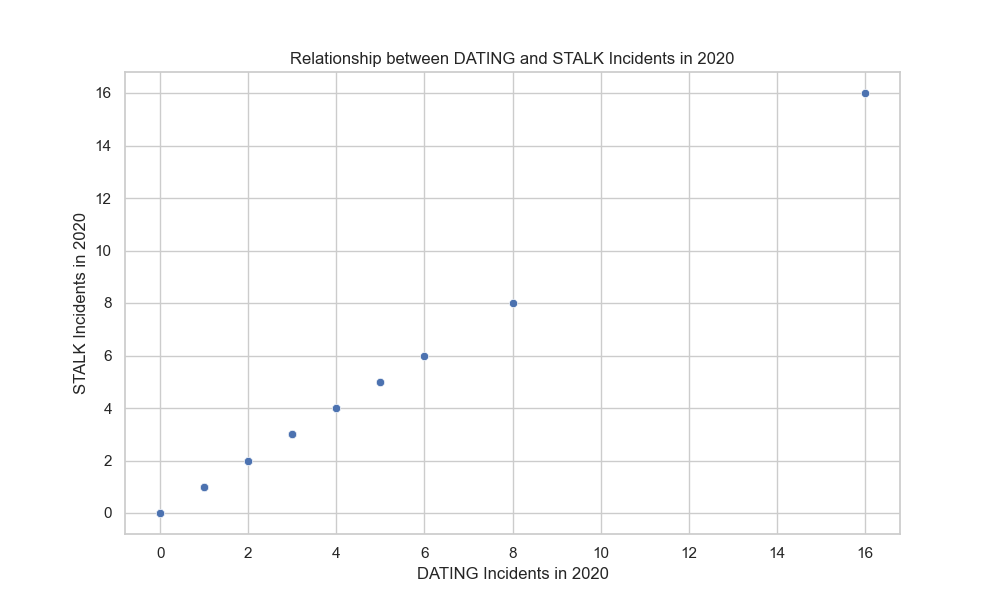 Relationship between DATING and STALK Incidents in 2020
16
14
12
10
8
6
4
2
0
STALK Incidents in 2020
0 2 4 6 8 10 12 14 16
DATING Incidents in 2020